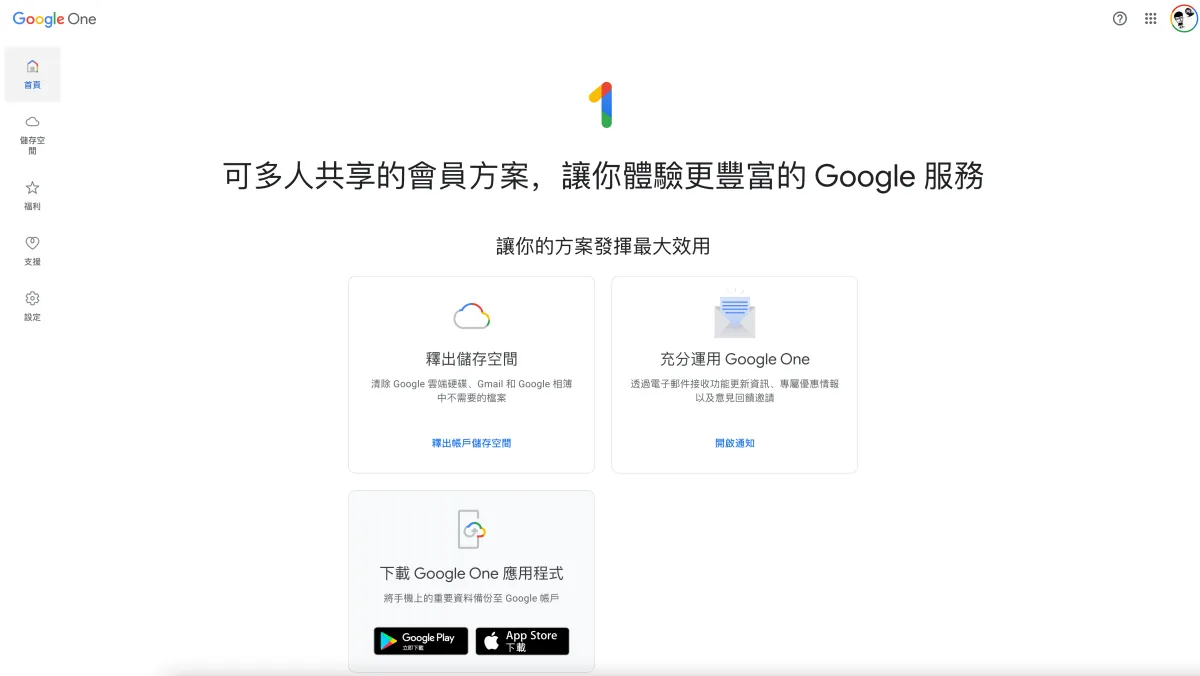 Google One
首頁
儲存空
間
福利
支援
設定
可多人共享的會員方案，讓你體驗更豐富的 Google 服務
讓你的方案發揮最大效用
釋出儲存空間
清除 Google 雲端硬碟、Gmail 和 Google 相簿
中不需要的檔案
釋出帳戶儲存空間
充分運用 Google One
透過電子郵件接收功能更新資訊、專屬優惠情報
以及意見回饋邀請
開啟通知
下載 Google One 應用程式
將手機上的重要資料備份至 Google 帳戶
Google Play
立即下載
App Store
下載